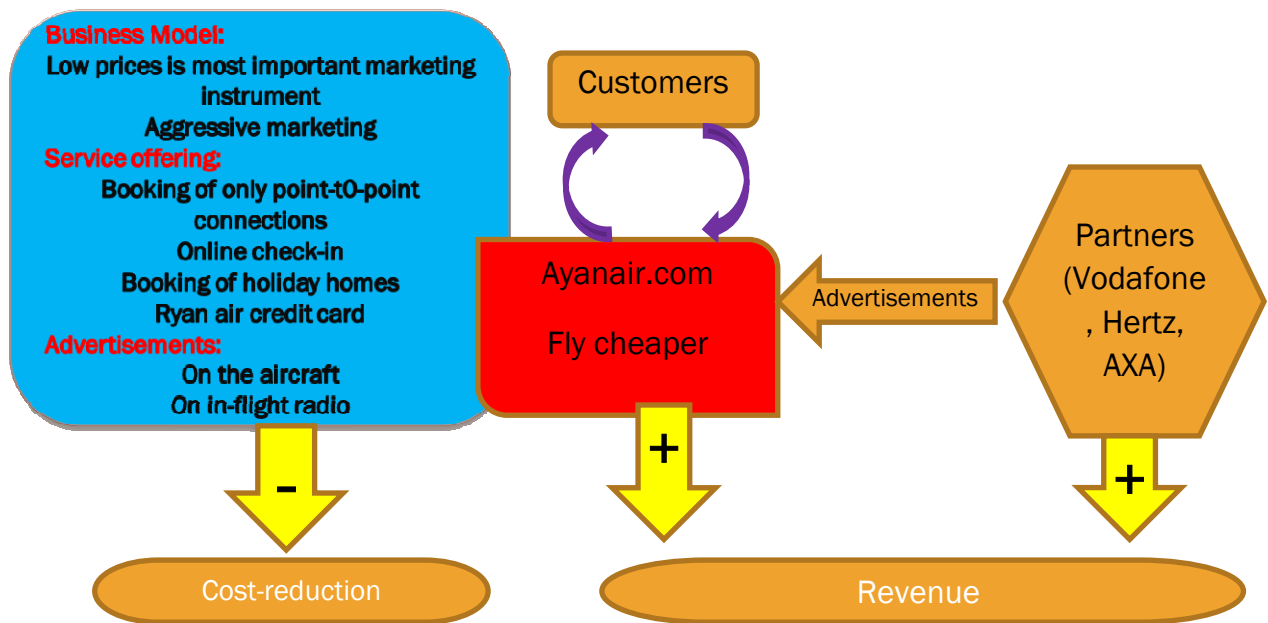 Business Model:
Low prices is most important marketing
instrument
Aggressive marketing
Service offering:
Booking of only point-t0-point
connections
Online check-in
Booking of holiday homes
Ryan air credit card
Advertisements:
On the aircraft
On in-flight radio
-
Cost-reduction
Customers
Ayanair.com
Fly cheaper
+
Advertisements
Partners
(Vodafone
, Hertz,
AXA)
+
Revenue